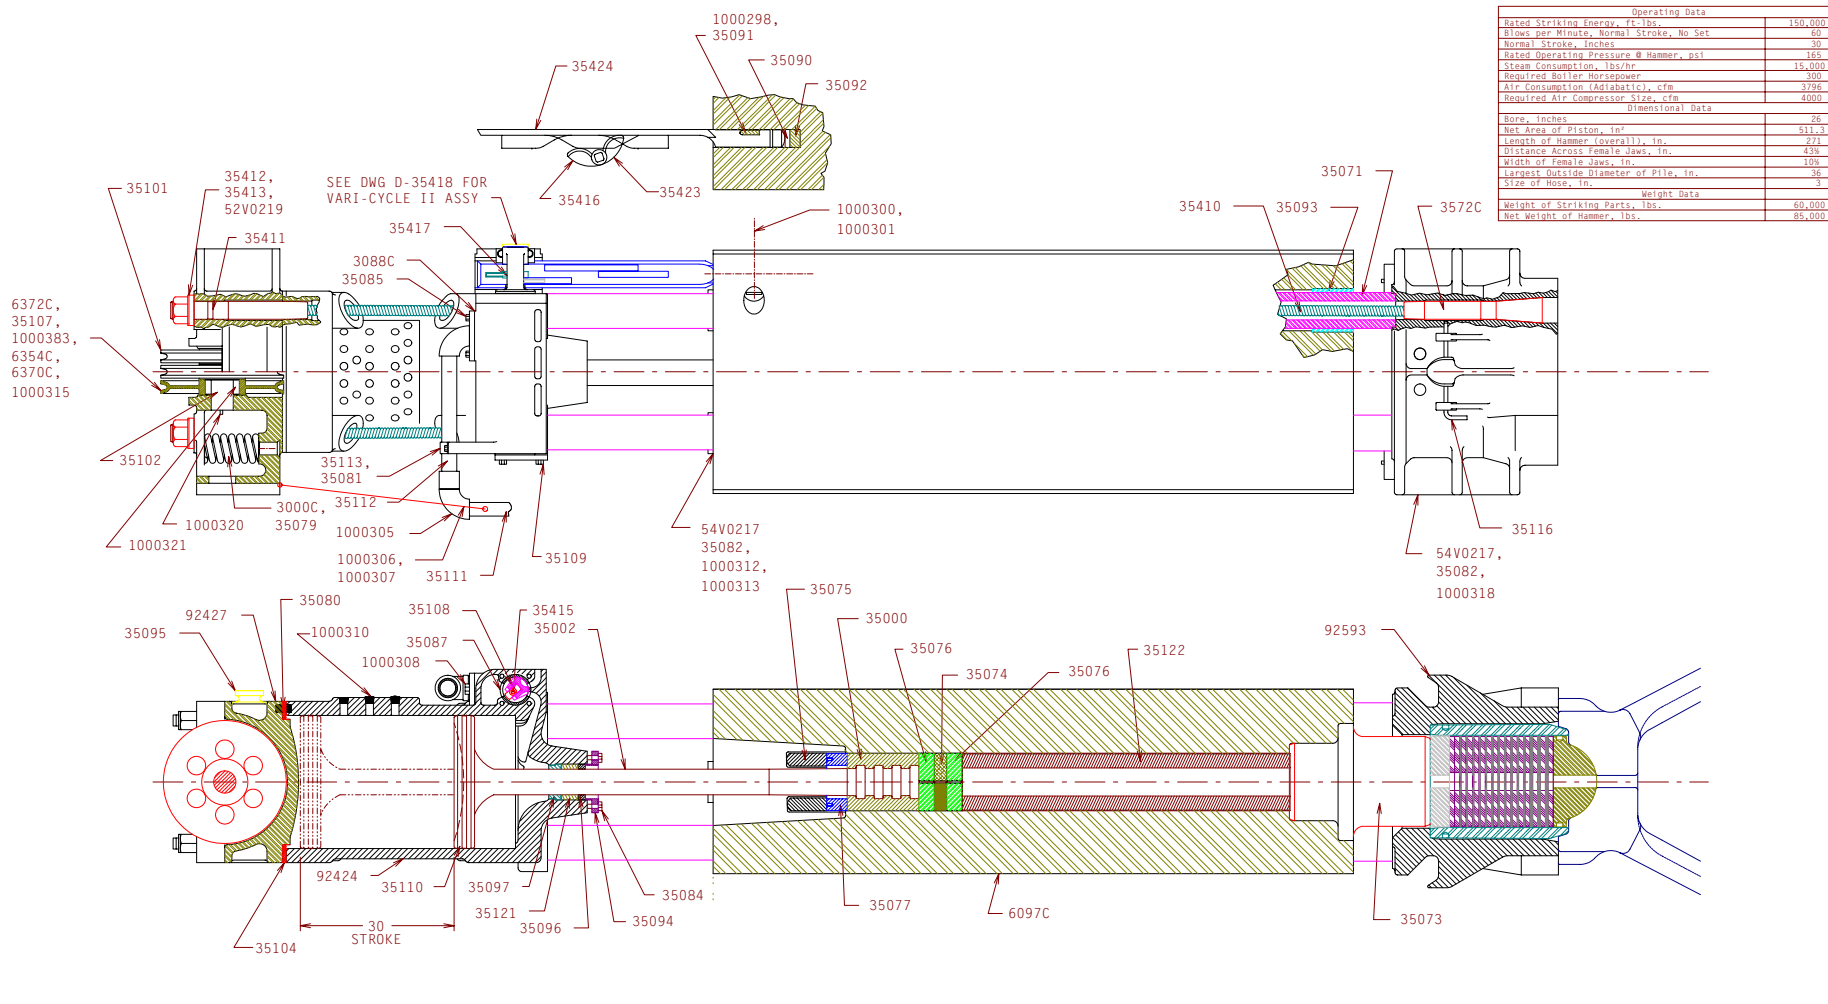 Operating Data
Rated Striking Energy, ft-lbs. 150,000
Blows per Minute, Normal Stroke, No Set 60
Normal Stroke, Inches 30
Rated Operating Pressure @ Hammer, psi 165
Steam Consumption, lbs/hr 15,000
Required Boiler Horsepower 300
Air Consumption (Adiabatic), cfm 3796
Required Air Compressor Size, cfm 4000
Dimensional Data
Bore, inches 26
Net Area of Piston, in² 511.3
Length of Hammer (overall), in. 271
Distance Across Female Jaws, in.
Width of Female Jaws, in.
Largest Outside Diameter of Pile, in. 36
Size of Hose, in. 3
Weight Data
Weight of Striking Parts, lbs. 60,000
Net Weight of Hammer, lbs. 85,000
1000298,
35091
35090
35092
35424
35416
35423
35101
35412,
35413,
52V0219
35411
SEE DWG D-35418 FOR
VARI-CYCLE II ASSY
35417
3088C
35085
1000300,
1000301
35071
35410
35093
3572C
6372C,
35107,
1000383,
6354C,
6370C,
1000315
35102
1000320
1000321
3000C,
35079
35113,
35081
35112
1000305
1000306,
1000307
35111
35109
54V0217
35082,
1000312,
1000313
35116
54V0217,
35082,
1000318
35095
92427
35080
1000310
35108
35087
1000308
35415
35002
35075
35000
35076
35074
35076
35122
92593
92424
35110
35097
35121
35096
35084
35094
35077
6097C
35073
35104
30
STROKE